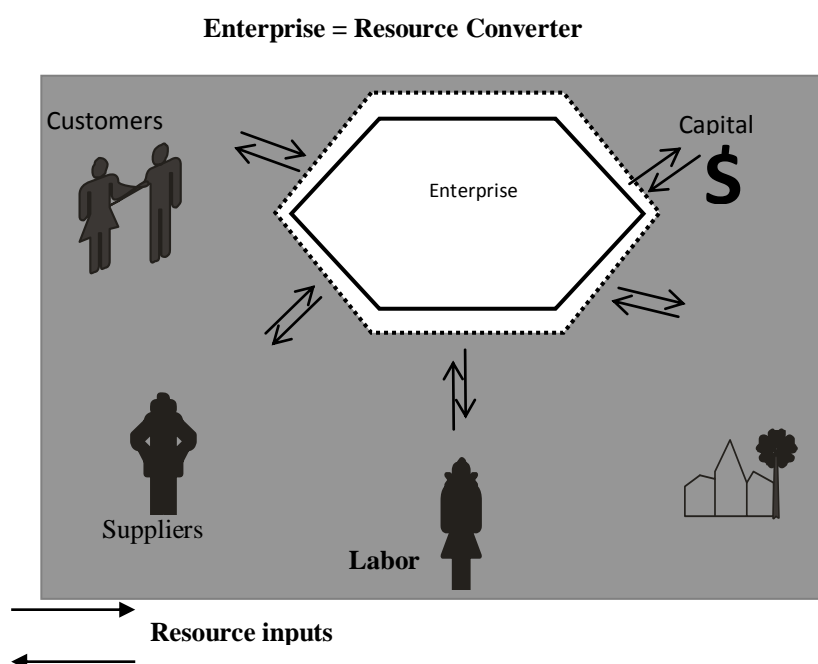 Enterprise = Resource Converter
Customers
Capital
$
Enterprise
Suppliers
Labor
Resource inputs